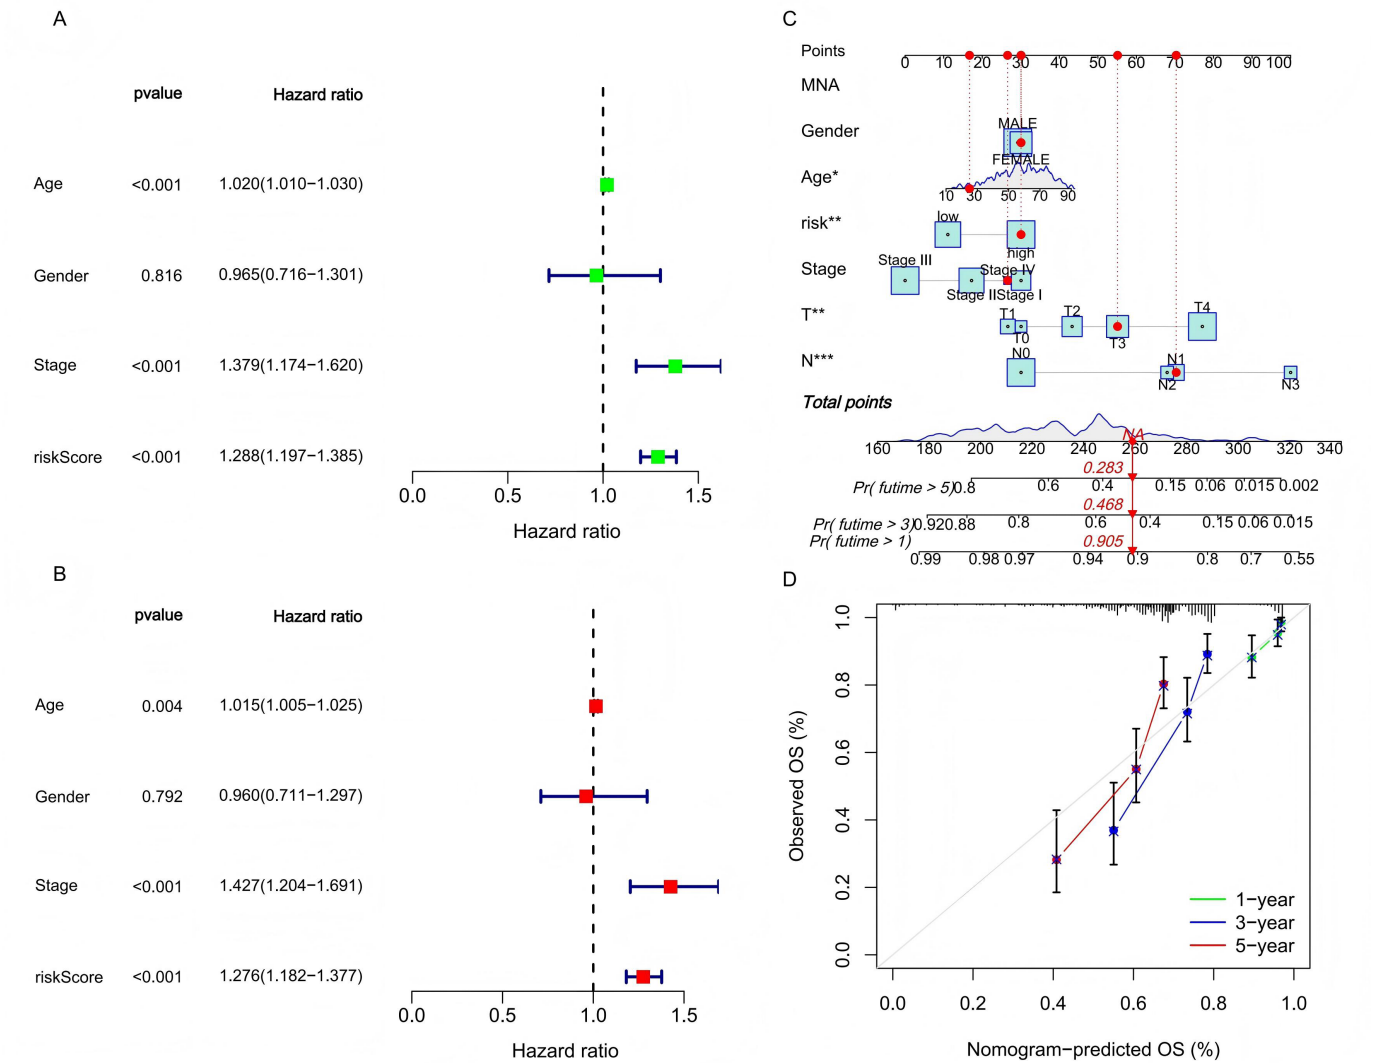 A
pvalue Hazard ratio
Age <0.001 1.020(1.010−1.030)
Gender 0.816 0.965(0.716−1.301)
Stage <0.001 1.379(1.174−1.620)
riskScore <0.001 1.288(1.197−1.385)
0.0 0.5 1.0 1.5
Hazard ratio
B
pvalue Hazard ratio
Age 0.004 1.015(1.005−1.025)
Gender 0.792 0.960(0.711−1.297)
Stage <0.001 1.427(1.204−1.691)
riskScore <0.001 1.276(1.182−1.377)
0.0 0.5 1.0 1.5
Hazard ratio
C
Points
0 10 20 30 40 50 60 70 80 90 100
MNA
Gender
MALE
FEMALE
Age*
10 30 50 70 90
risk**
low
high
Stage
Stage III
Stage IV
Stage II Stage I
T**
T1 T2 T4
T0 T3
N***
N0 N1
N2 N3
Total points
NA
160 180 200 220 240 260 280 300 320 340
0.283
Pr( futime > 5) 0.8 0.6 0.4 0.15 0.06 0.015 0.002
0.468
Pr( futime > 3) 0.92 0.88 0.8 0.6 0.4 0.15 0.06 0.015
Pr( futime > 1) 0.905
0.99 0.98 0.97 0.94 0.9 0.8 0.7 0.55
D
Observed OS (%)
1.0
0.8
0.6
0.4
0.2
0.0
1−year
3−year
5−year
0.0 0.2 0.4 0.6 0.8 1.0
Nomogram−predicted OS (%)